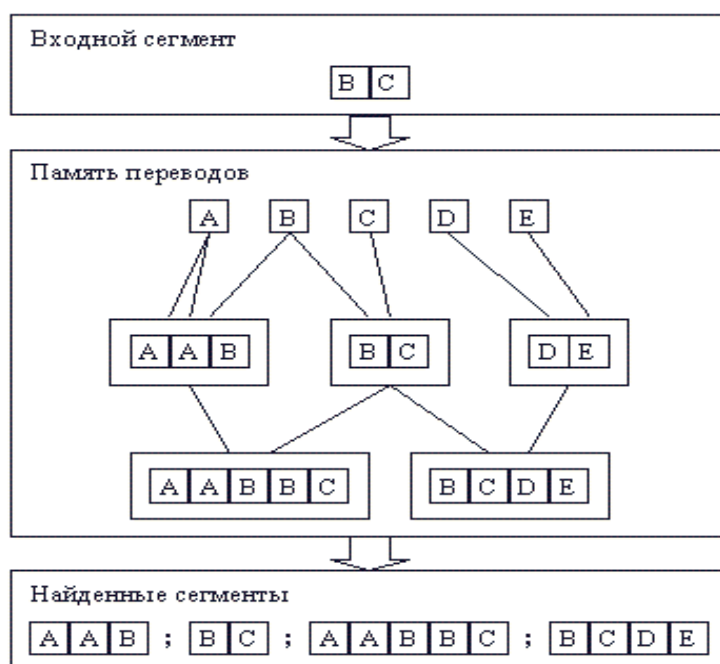 Входной сегмент
B C
Память переводов
A B C D E
A A B B C D E
A A B B C B C D E
Найденные сегменты
A A B ; B C ; A A B B C ; B C D E